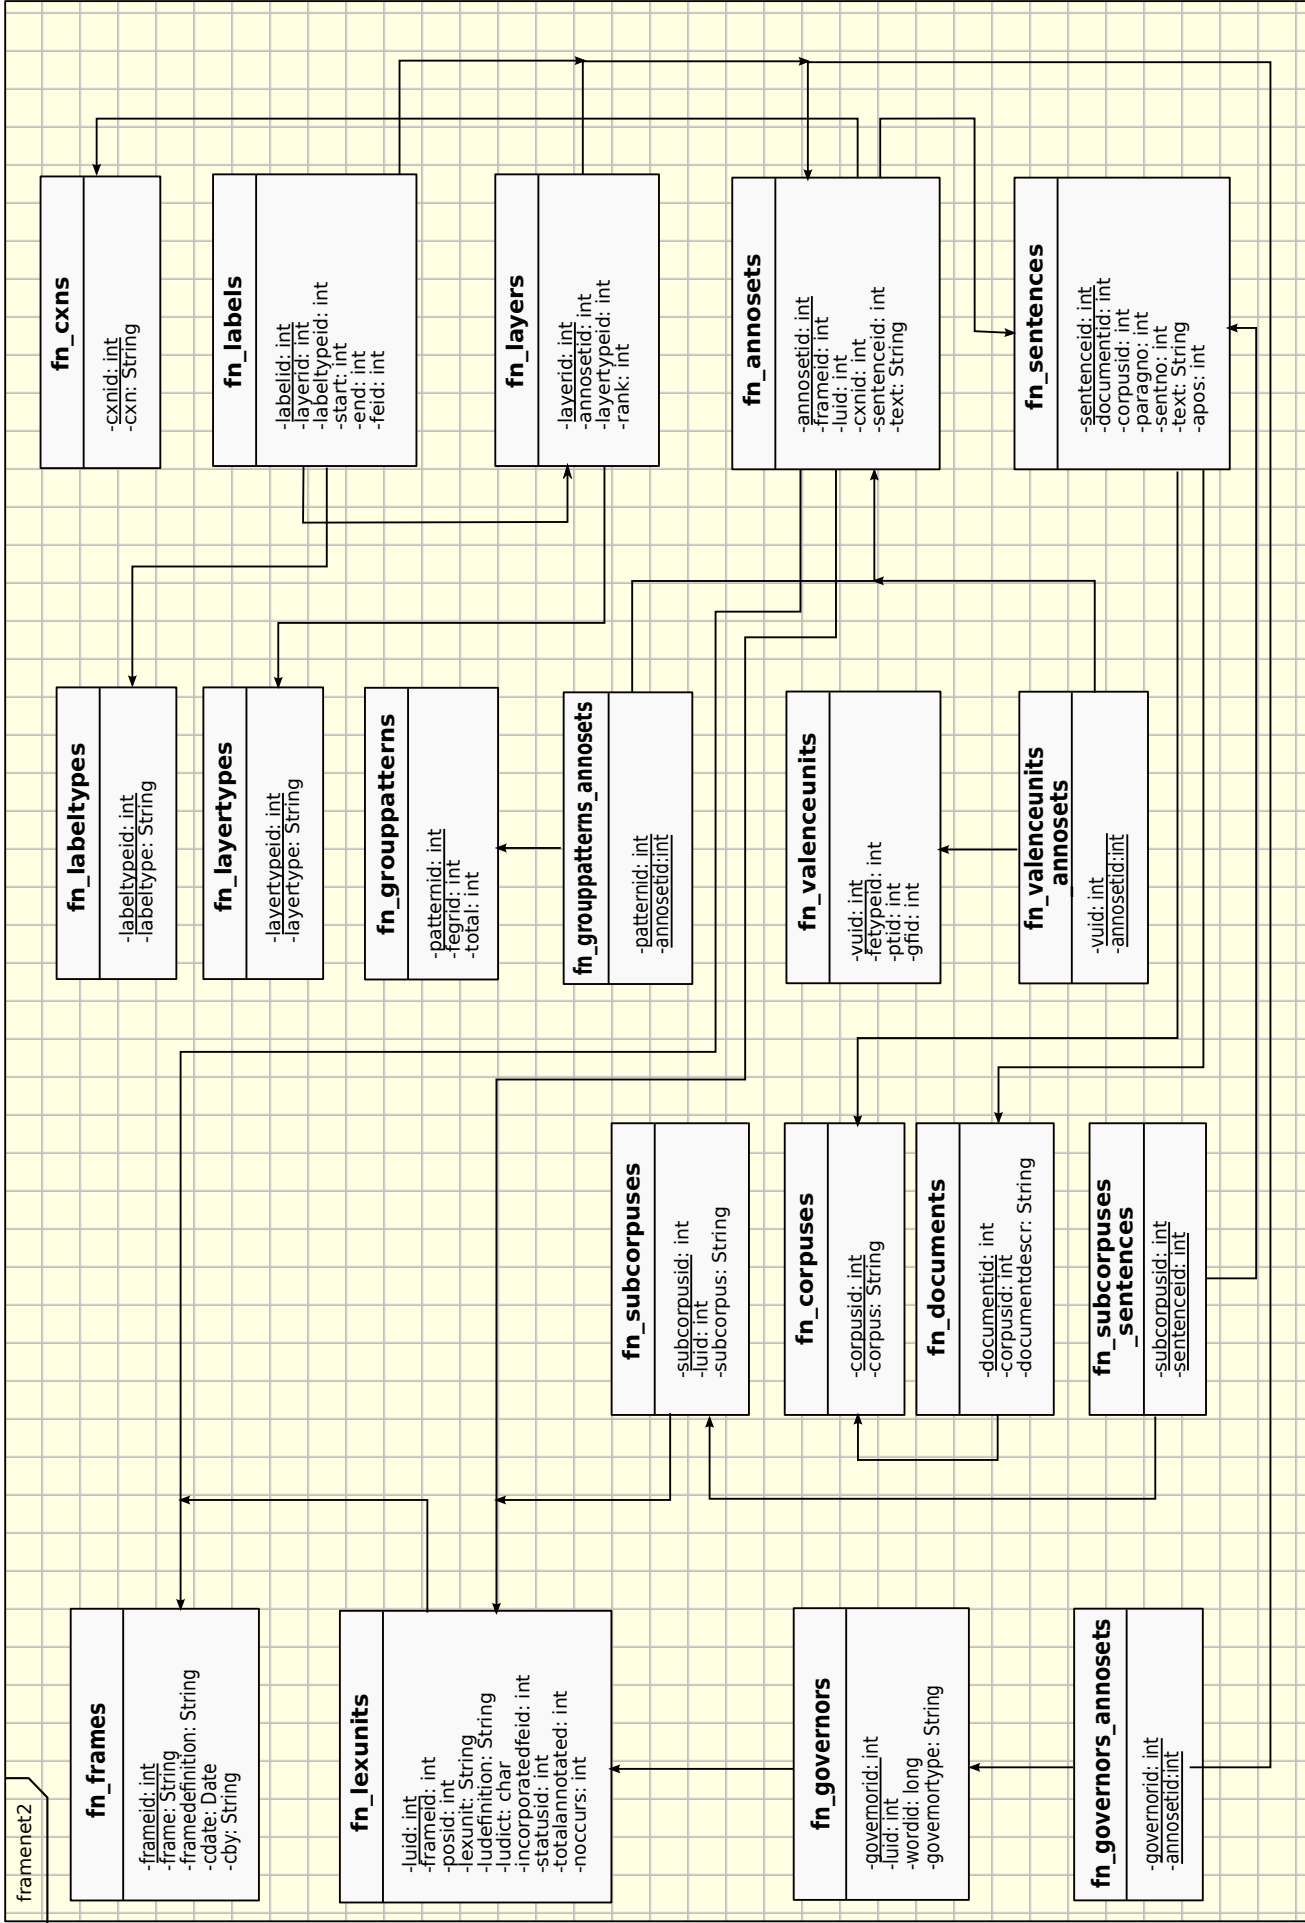 framenet2
fn_frames
-frameid: int
-frame: String
-framedefinition: String
-cdate: Date
-cby: String
fn_lexunits
-luid: int
-frameid: int
-posid: int
-lexunit: String
-ludefinition: String
-ludict: char
-incorporatedfeid: int
-statusid: int
-totalannotated: int
-noccurs: int
fn_governors
-governorid: int
-luid: int
-wordid: long
-governortype: String
fn_governors_annosets
-governorid: int
-annosetid:int
fn_subcorpuses
-subcorpusid: int
-luid: int
-subcorpus: String
fn_corpuses
-corpusid: int
-corpus: String
fn_documents
-documentid: int
-corpusid: int
-documentdescr: String
fn_subcorpuses
_sentences
-subcorpusid: int
-sentenceid: int
fn_labeltypes
-labeltypeid: int
-labeltype: String
fn_layertypes
-layertypeid: int
-layertype: String
fn_grouppatterns
-patternid: int
-fegrid: int
-total: int
fn_grouppatterns_annosets
-patternid: int
-annosetid:int
fn_valenceunits
-vuid: int
-fetypeid: int
-ptid: int
-gfid: int
fn_valenceunits
_annosets
-vuid: int
-annosetid:int
fn_cxns
-cxnid: int
-cxn: String
fn_labels
-labelid: int
-layerid: int
-labeltypeid: int
-start: int
-end: int
-feid: int
fn_layers
-layerid: int
-annosetid: int
-layertypeid: int
-rank: int
fn_annosets
-annosetid: int
-frameid: int
-luid: int
-cxnid: int
-sentenceid: int
-text: String
fn_sentences
-sentenceid: int
-documentid: int
-corpusid: int
-paragno: int
-sentno: int
-text: String
-apos: int